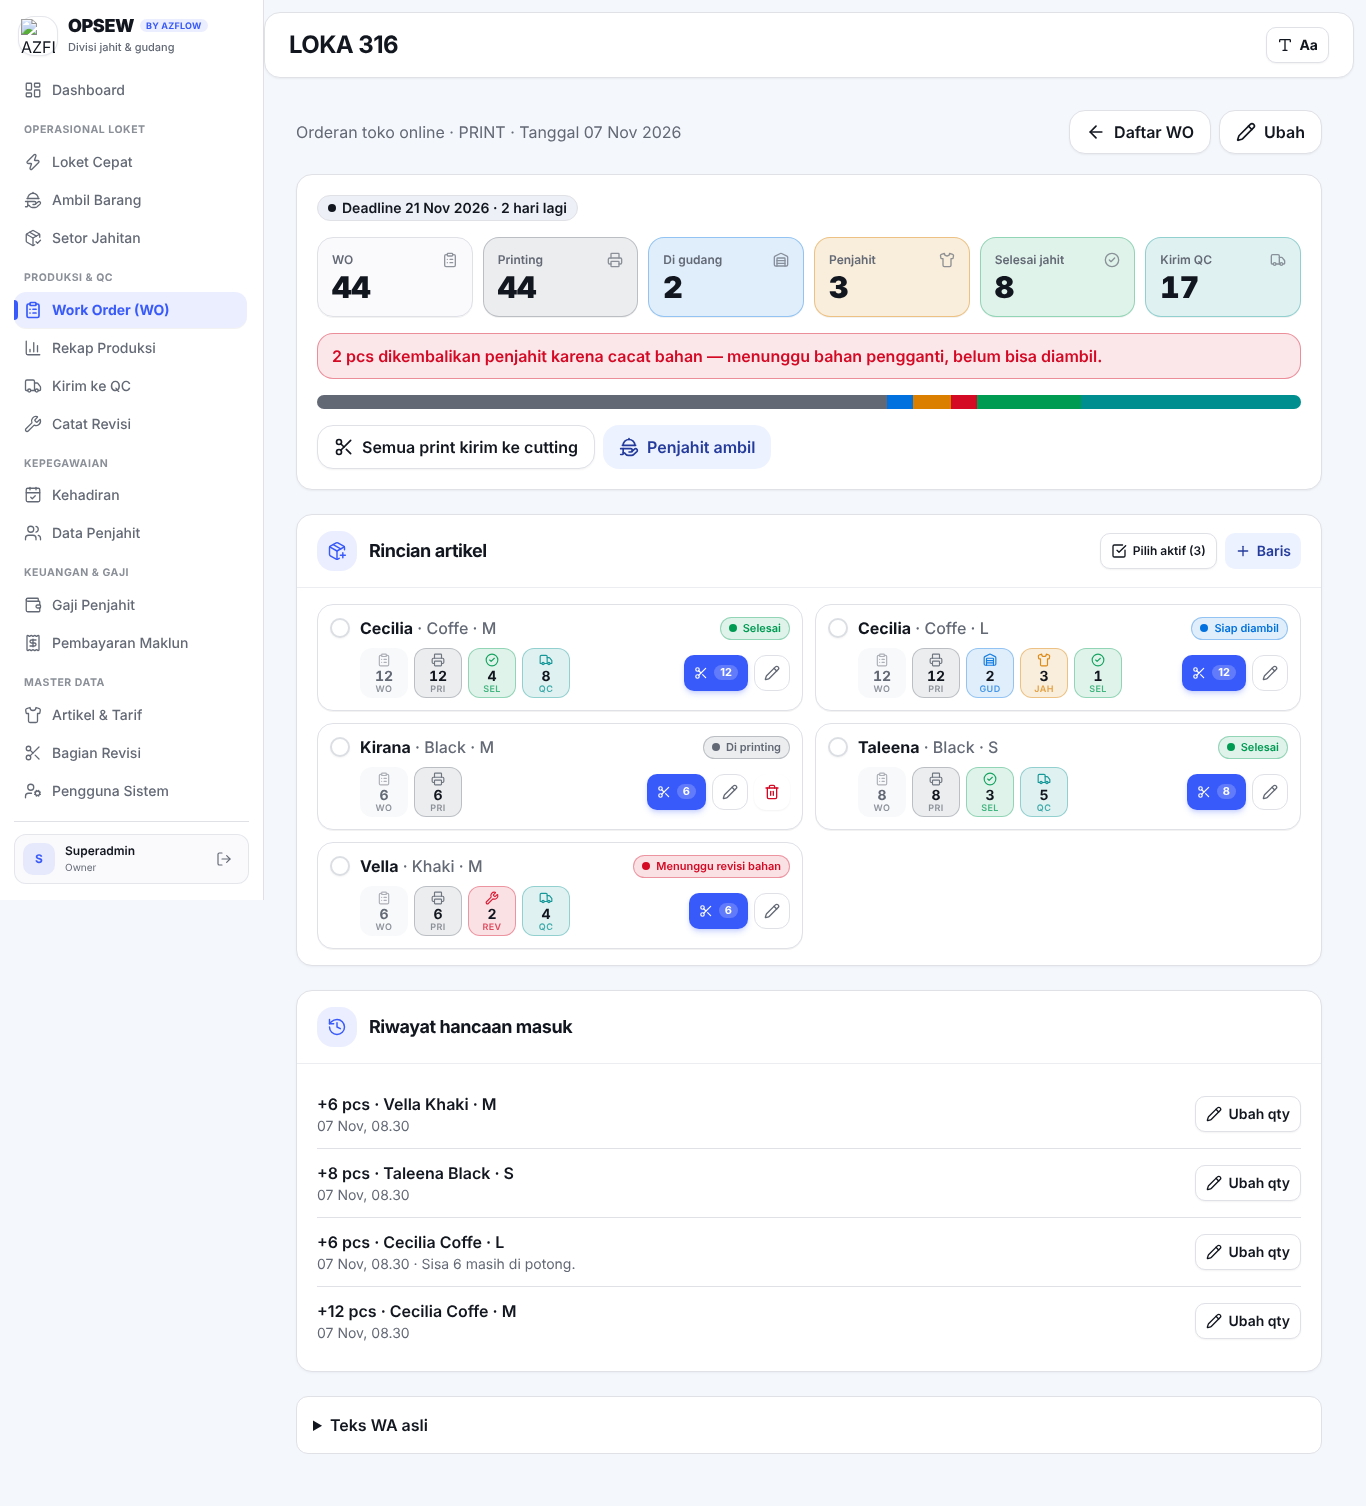 AZFL
OPSEW BY AZFLOW
Divisi jahit & gudang
Dashboard
OPERASIONAL LOKET
Loket Cepat
Ambil Barang
Setor Jahitan
PRODUKSI & QC
Work Order (WO)
Rekap Produksi
Kirim ke QC
Catat Revisi
KEPEGAWAIAN
Kehadiran
Data Penjahit
KEUANGAN & GAJI
Gaji Penjahit
Pembayaran Maklun
MASTER DATA
Artikel & Tarif
Bagian Revisi
Pengguna Sistem
S
Superadmin
Owner
LOKA 316
Aa
Orderan toko online · PRINT · Tanggal 07 Nov 2026
Daftar WO
Ubah
Deadline 21 Nov 2026 · 2 hari lagi
WO
44
Printing
44
Di gudang
2
Penjahit
3
Selesai jahit
8
Kirim QC
17
2 pcs dikembalikan penjahit karena cacat bahan — menunggu bahan pengganti, belum bisa diambil.
Semua print kirim ke cutting
Penjahit ambil
Rincian artikel
Pilih aktif (3)
Baris
Cecilia · Coffe · M
Selesai
12 WO
12 PRI
4 SEL
8 QC
12
Cecilia · Coffe · L
Siap diambil
12 WO
12 PRI
2 GUD
3 JAH
1 SEL
12
Kirana · Black · M
Di printing
6 WO
6 PRI
6
Taleena · Black · S
Selesai
8 WO
8 PRI
3 SEL
5 QC
8
Vella · Khaki · M
Menunggu revisi bahan
6 WO
6 PRI
2 REV
4 QC
6
Riwayat hancaan masuk
+6 pcs · Vella Khaki · M
07 Nov, 08.30
Ubah qty
+8 pcs · Taleena Black · S
07 Nov, 08.30
Ubah qty
+6 pcs · Cecilia Coffe · L
07 Nov, 08.30 · Sisa 6 masih di potong.
Ubah qty
+12 pcs · Cecilia Coffe · M
07 Nov, 08.30
Ubah qty
Teks WA asli